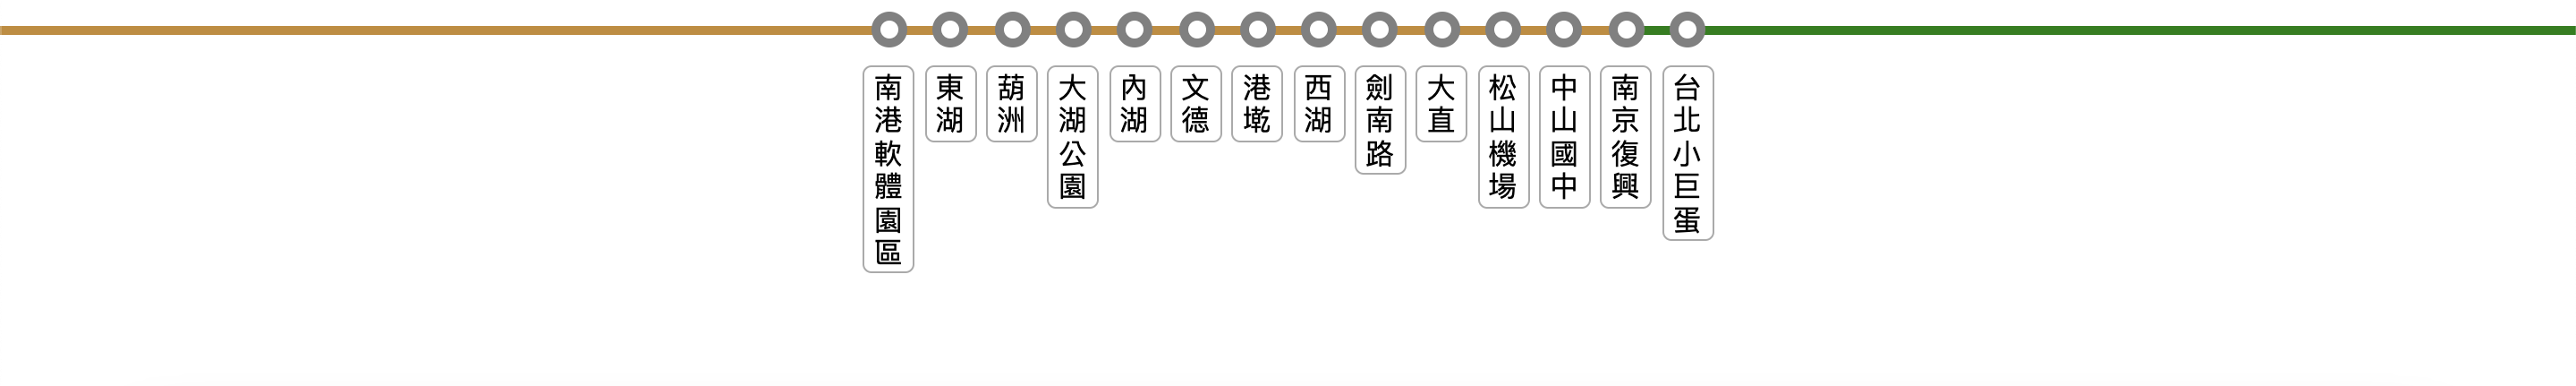 南港軟體園區
東湖
葫洲
大湖公園
內湖
文德
港墘
西湖
劍南路
大直
松山機場
中山國中
南京復興
台北小巨蛋